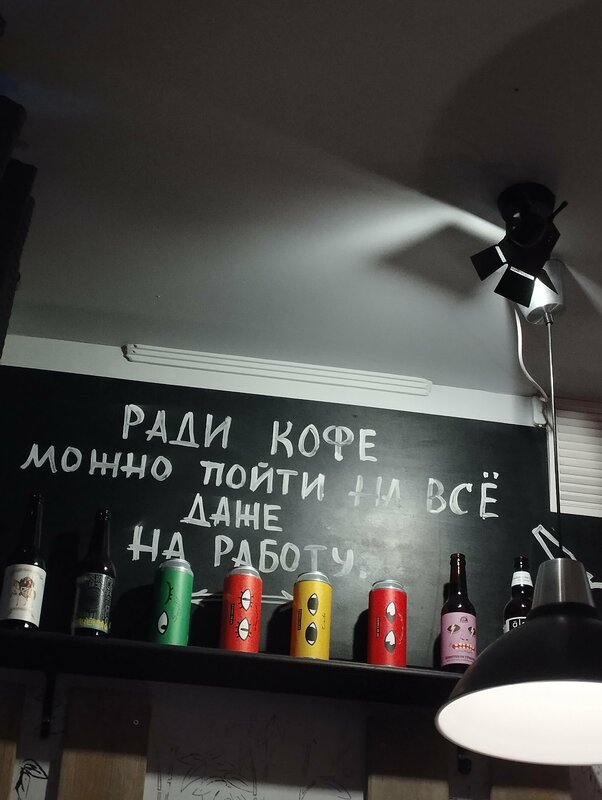 РАДИ КОФЕ
МОЖНО ПОЙТИ НА ВСЁ
ДАЖЕ
НА РАБОТУ.